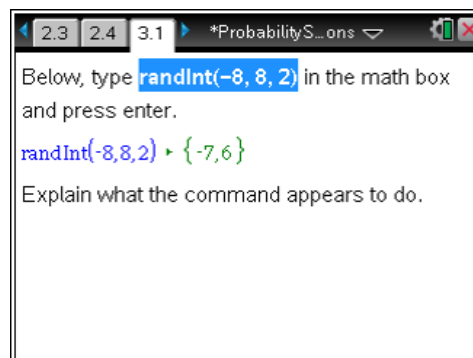 2.3 2.4 3.1 *ProbabilityS...ons
Below, type randInt(−8, 8, 2) in the math box
and press enter.
randInt(-8,8,2) ▸ {-7,6}
Explain what the command appears to do.